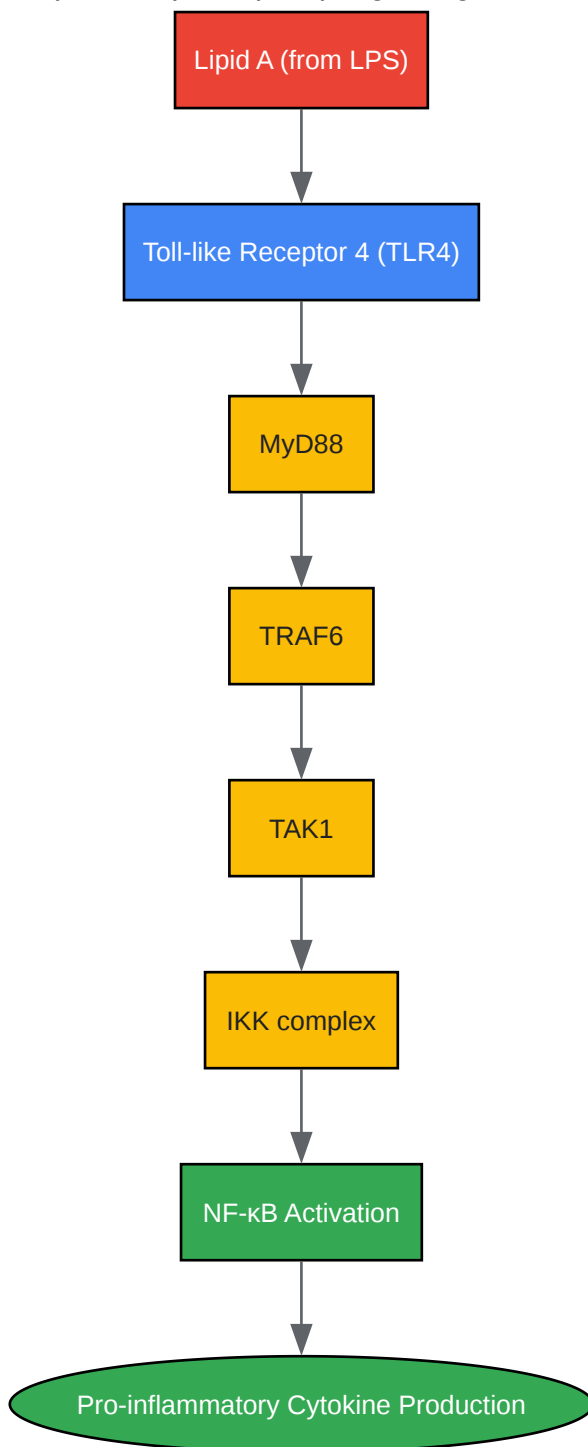 Lipid A (from LPS)
Toll-like Receptor 4 (TLR4)
MyD88
TRAF6
TAK1
IKK complex
NF-κB Activation
Pro-inflammatory Cytokine Production